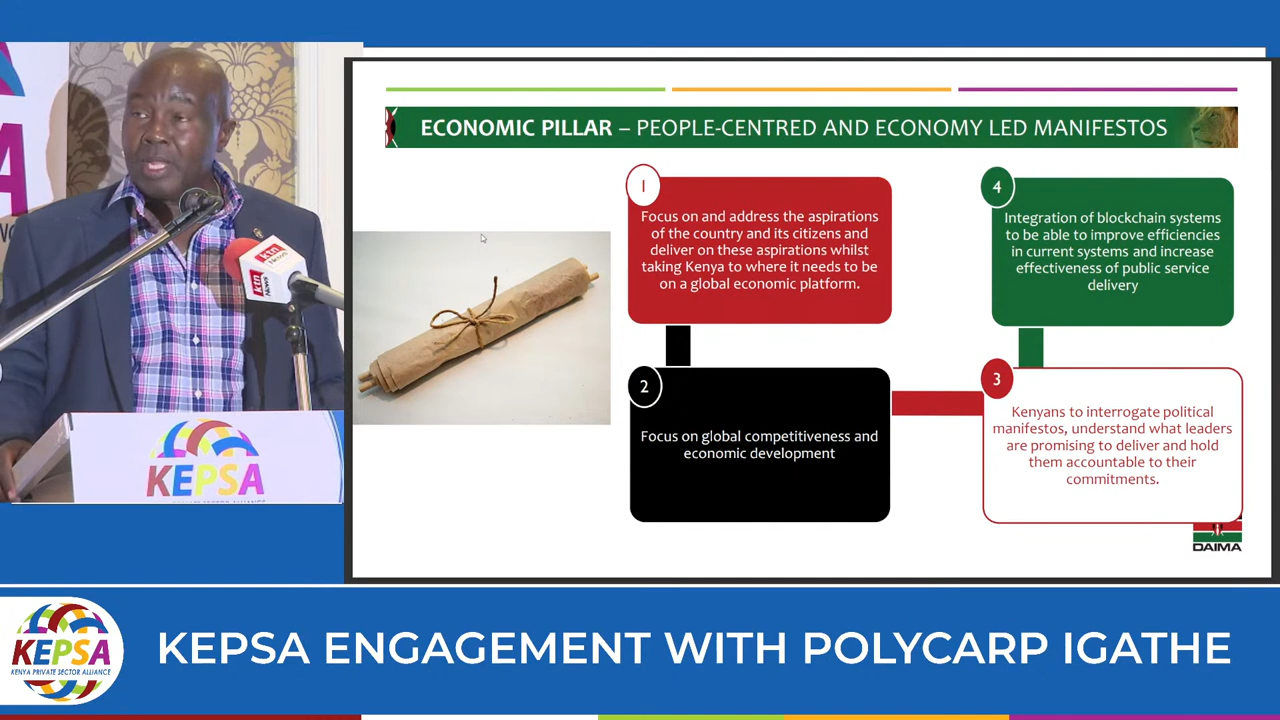 ECONOMIC PILLAR – PEOPLE-CENTRED AND ECONOMY LED MANIFESTOS
1
Focus on and address the aspirations
of the country and its citizens and
deliver on these aspirations whilst
taking Kenya to where it needs to be
on a global economic platform.
2
Focus on global competitiveness and
economic development
3
Kenyans to interrogate political
manifestos, understand what leaders
are promising to deliver and hold
them accountable to their
commitments.
4
Integration of blockchain systems
to be able to improve efficiencies
in current systems and increase
effectiveness of public service
delivery
DAIMA
ktn
News
ktn
News
KEPSA
KEPSA
KENYA PRIVATE SECTOR ALLIANCE
KEPSA ENGAGEMENT WITH POLYCARP IGATHE